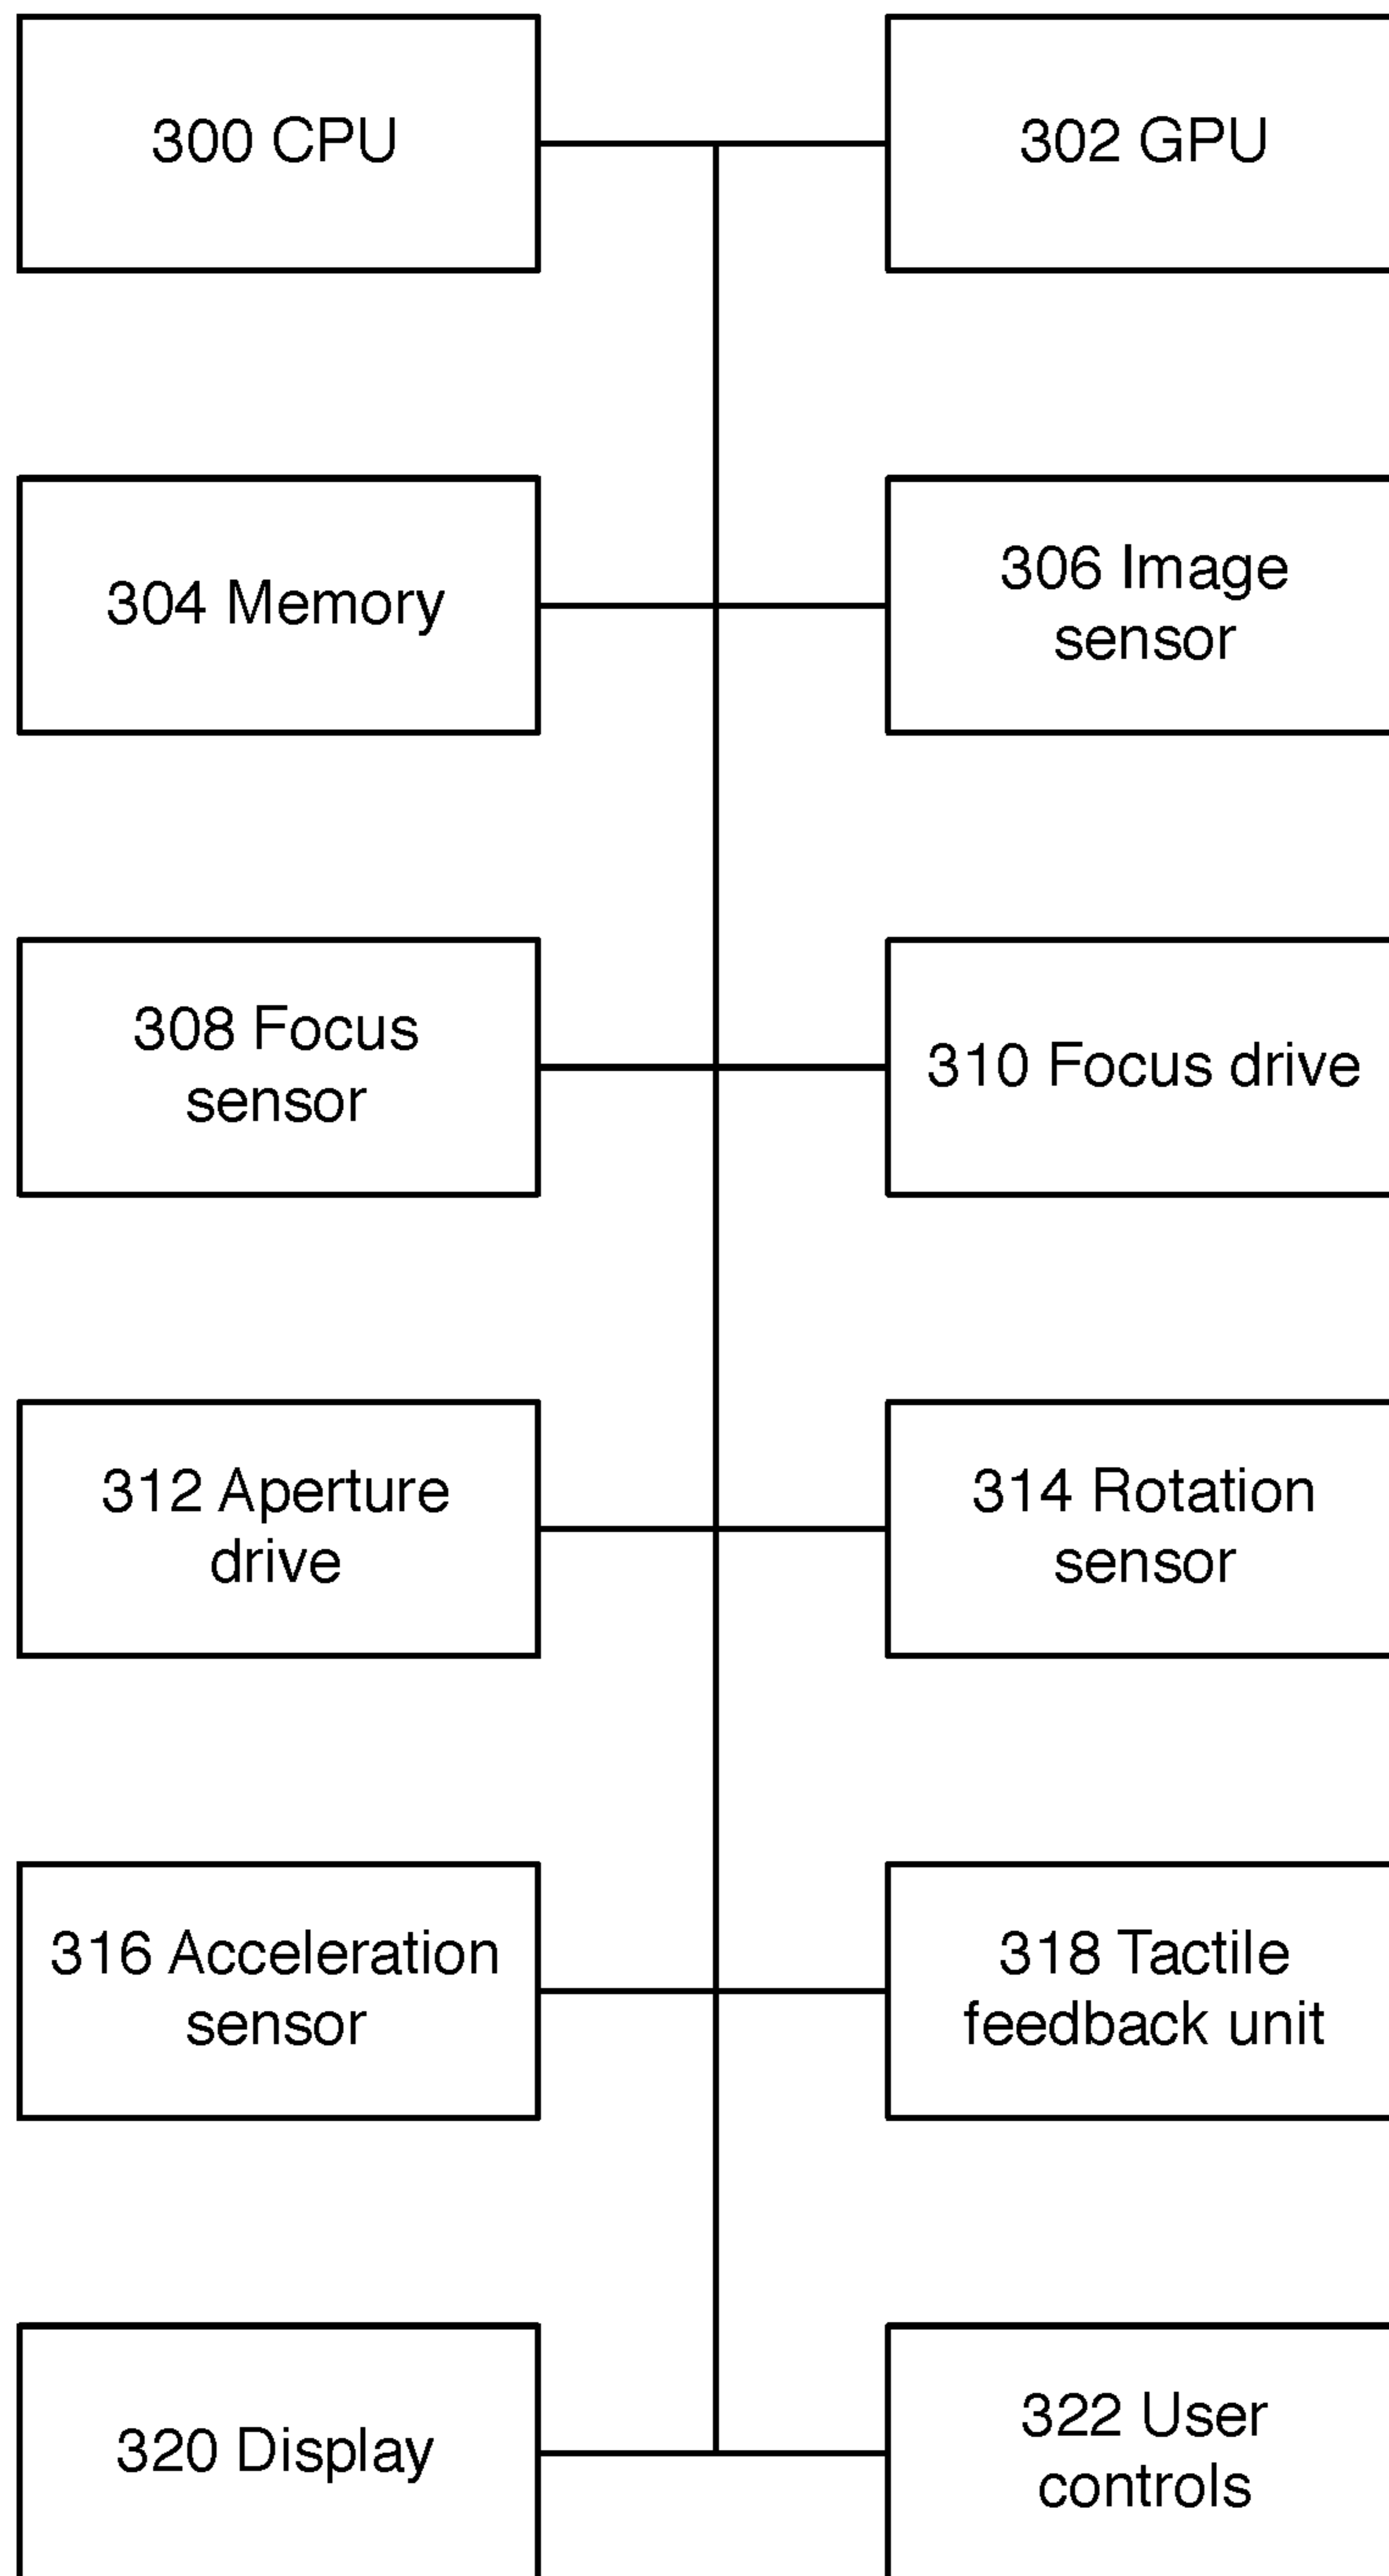 300 CPU
302 GPU
304 Memory
306 Image
sensor
308 Focus
sensor
310 Focus drive
312 Aperture
drive
314 Rotation
sensor
316 Acceleration
sensor
318 Tactile
feedback unit
320 Display
322 User
controls